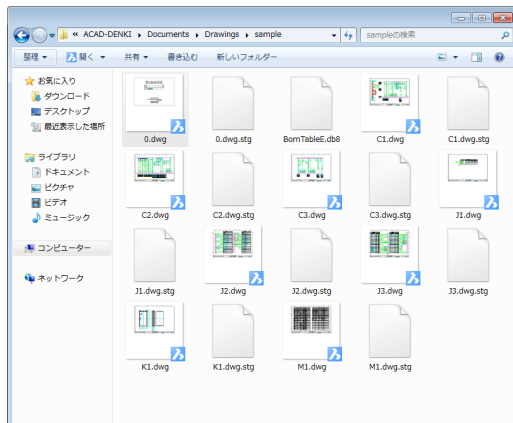 « ACAD-DENKI ▸ Documents ▸ Drawings ▸ sample
sampleの検索
整理 ▼ 開く ▼ 共有 ▼ 書き込む 新しいフォルダー
お気に入り
ダウンロード
デスクトップ
最近表示した場所
ライブラリ
ドキュメント
ピクチャ
ビデオ
ミュージック
コンピューター
ネットワーク
0.dwg 0.dwg.stg BomTableE.db8 C1.dwg C1.dwg.stg
C2.dwg C2.dwg.stg C3.dwg C3.dwg.stg J1.dwg
J1.dwg.stg J2.dwg J2.dwg.stg J3.dwg J3.dwg.stg
K1.dwg K1.dwg.stg M1.dwg M1.dwg.stg